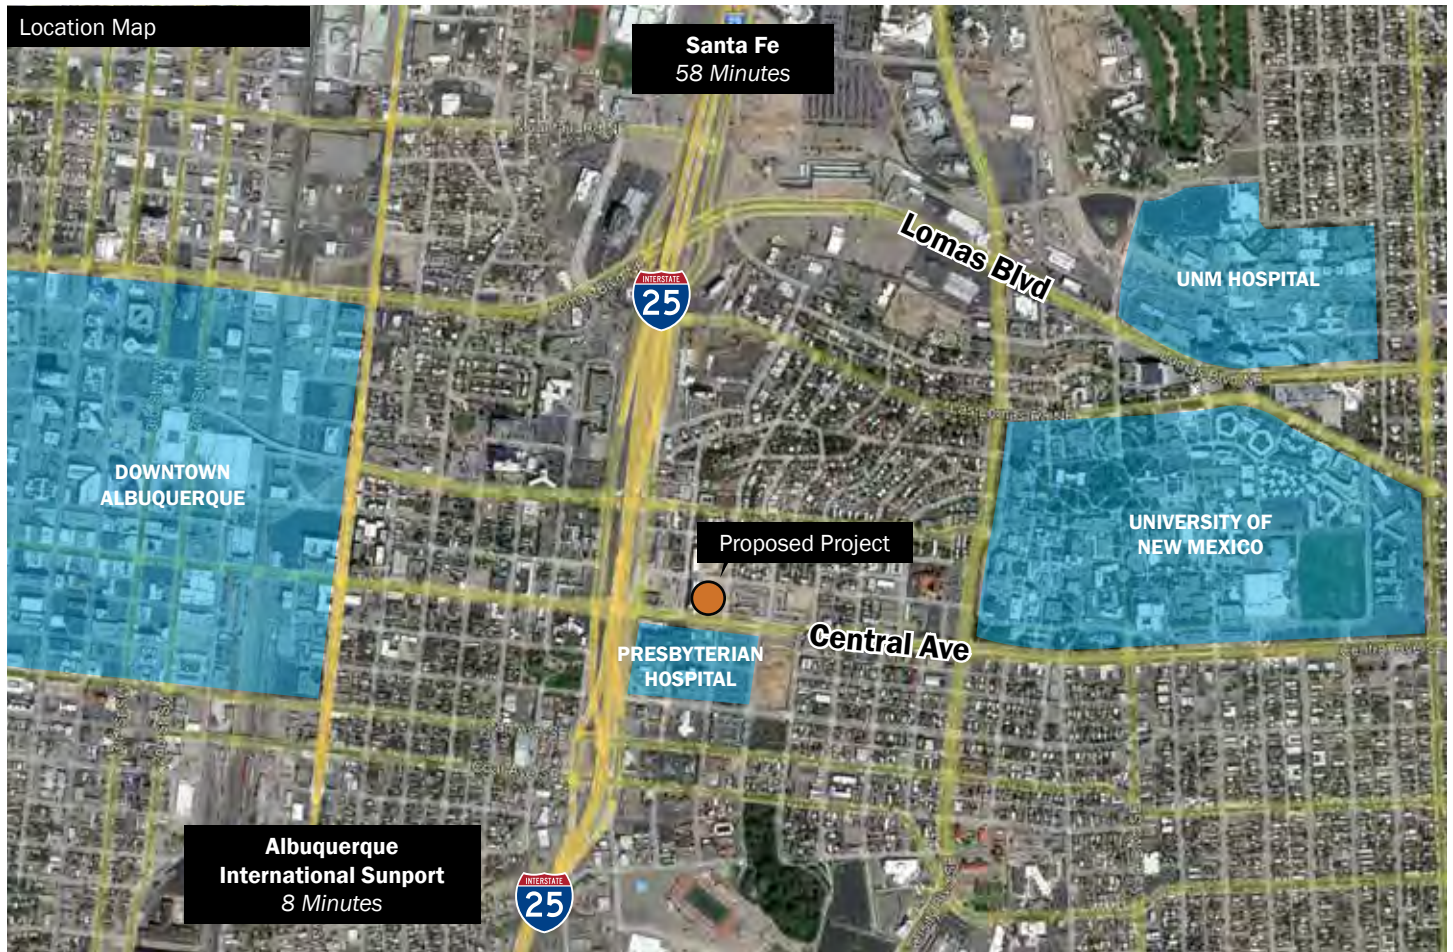 Location Map
Santa Fe
58 Minutes
Lomas Blvd
INTERSTATE
25
UNM HOSPITAL
DOWNTOWN
ALBUQUERQUE
UNIVERSITY OF
NEW MEXICO
Proposed Project
Central Ave
PRESBYTERIAN
HOSPITAL
Albuquerque
International Sunport
8 Minutes
INTERSTATE
25